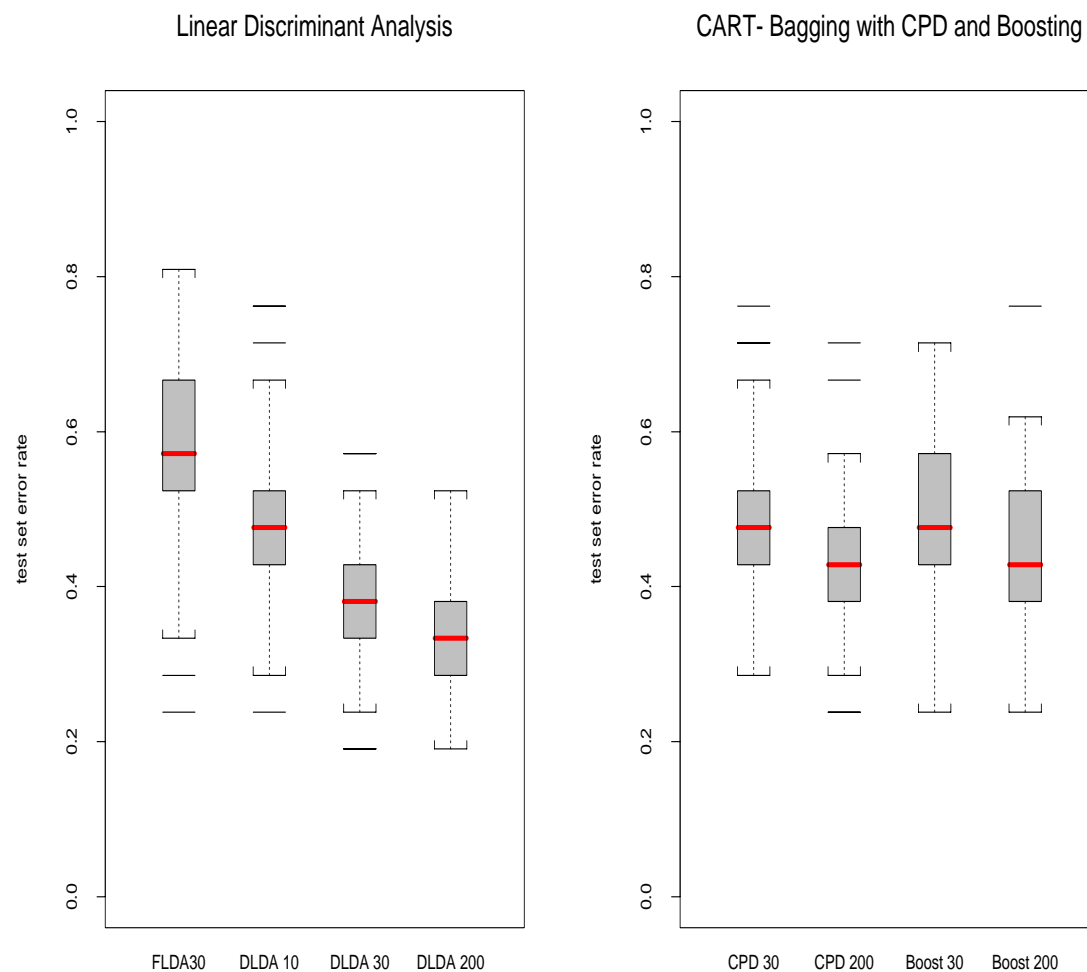 Linear Discriminant Analysis
test set error rate
1.0
0.8
0.6
0.4
0.2
0.0
FLDA30 DLDA 10 DLDA 30 DLDA 200
CART- Bagging with CPD and Boosting
test set error rate
1.0
0.8
0.6
0.4
0.2
0.0
CPD 30 CPD 200 Boost 30 Boost 200